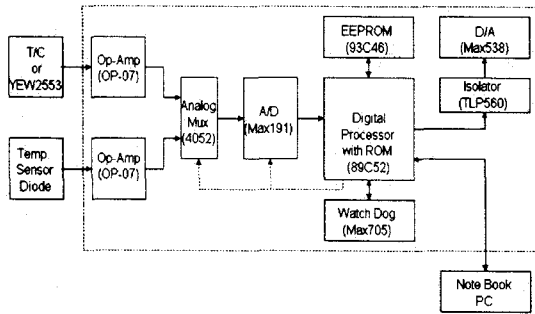 T/C
or
YEW2553
Op-Amp
(OP-07)
Temp.
Sensor
Diode
Op-Amp
(OP-07)
Analog
Mux
(4052)
A/D
(Max191)
EEPROM
(93C46)
Digital
Processor
with ROM
(89C52)
Watch Dog
(Max705)
D/A
(Max538)
Isolator
(TLP560)
Note Book
PC